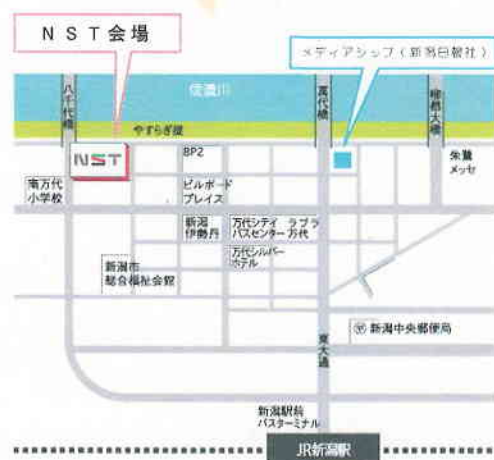 NST会場
メディアシップ（新潟日報社）
信濃川
八千代橋
萬代橋
柳都大橋
やすらぎ堤
NST
BP2
朱鷺
メッセ
南万代
小学校
ビルボード
プレイス
新潟
伊勢丹
万代シテイ
バスセンター
ラブラ
万代
万代シルバー
ホテル
新潟市
総合福祉会館
〒新潟中央郵便局
東大通
新潟駅前
バスターミナル
JR新潟駅